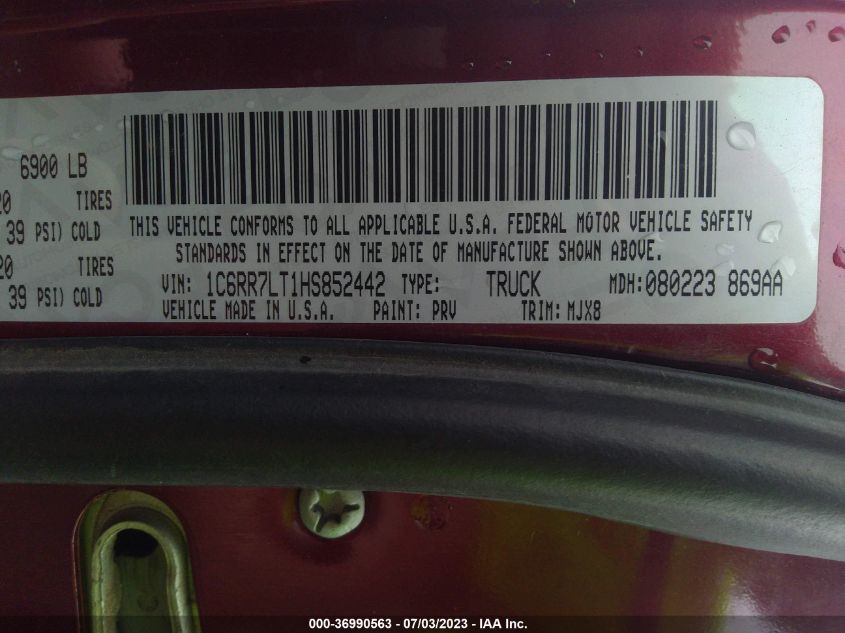 6900 LB
20 TIRES
39 PSI) COLD
20 TIRES
39 PSI) COLD
THIS VEHICLE CONFORMS TO ALL APPLICABLE U.S.A. FEDERAL MOTOR VEHICLE SAFETY
STANDARDS IN EFFECT ON THE DATE OF MANUFACTURE SHOWN ABOVE.
VIN: 1C6RR7LT1HS852442 TYPE: TRUCK MDH:080223 869AA
VEHICLE MADE IN U.S.A. PAINT: PRV TRIM: MJX8
000-36990563 - 07/03/2023 - IAA Inc.